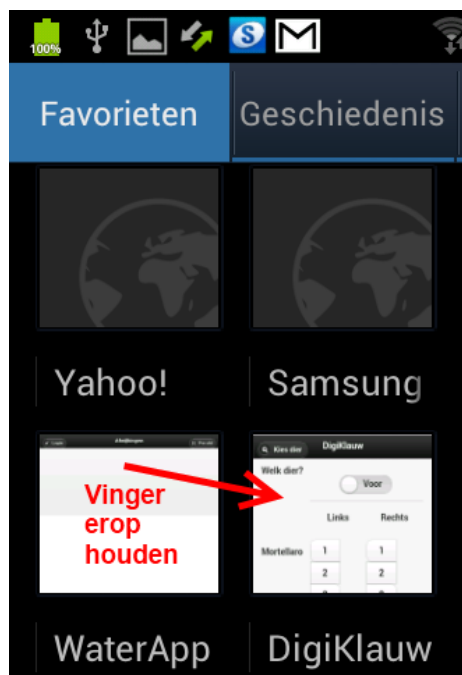 100%
Favorieten
Geschiedenis
Yahoo!
Samsung
Afwijkingen
Kies dier
DigiKlauw
Welk dier?
Voor
Links Rechts
Vinger
erop
houden
Mortellaro 1 1
2 2
WaterApp
DigiKlauw